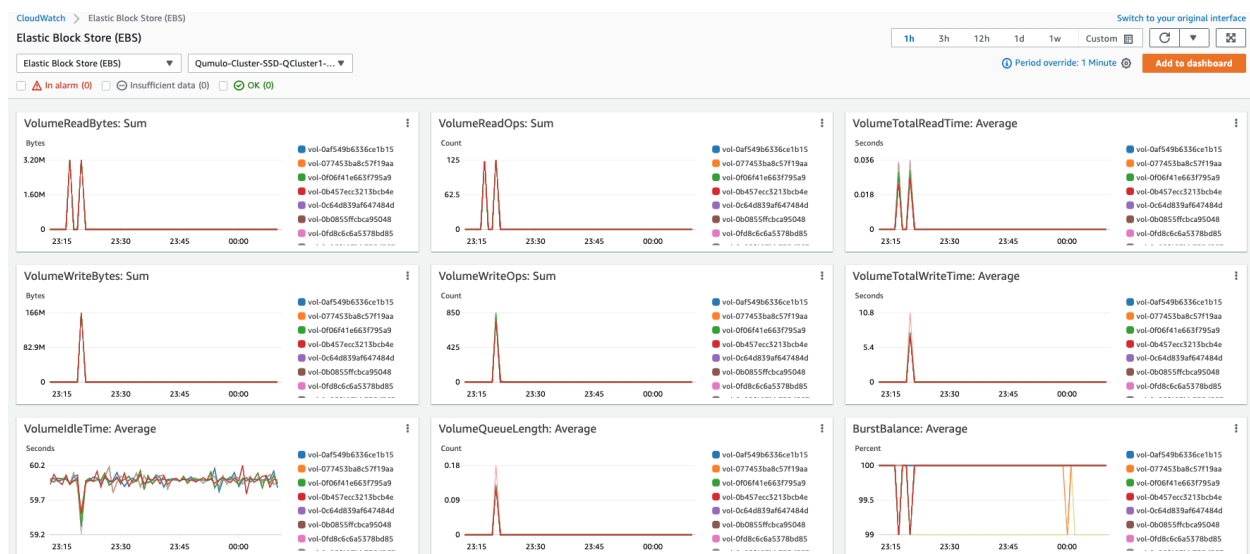 CloudWatch > Elastic Block Store (EBS)
Switch to your original interface
Elastic Block Store (EBS)
1h 3h 12h 1d 1w Custom
Elastic Block Store (EBS) ▼ Qumulo-Cluster-SSD-QCluster1-... ▼
Period override: 1 Minute
Add to dashboard
In alarm (0) Insufficient data (0) OK (0)
VolumeReadBytes: Sum
Bytes
3.20M
1.60M
0
23:15 23:30 23:45 00:00
vol-0af549b6336ce1b15
vol-077453ba8c57f19aa
vol-0f06f41e663f795a9
vol-0b457ecc3213bcb4e
vol-0c64d839af647484d
vol-0b0855ffcbca95048
vol-0fd8c6c6a5378bd85
VolumeReadOps: Sum
Count
125
62.5
0
23:15 23:30 23:45 00:00
vol-0af549b6336ce1b15
vol-077453ba8c57f19aa
vol-0f06f41e663f795a9
vol-0b457ecc3213bcb4e
vol-0c64d839af647484d
vol-0b0855ffcbca95048
vol-0fd8c6c6a5378bd85
VolumeTotalReadTime: Average
Seconds
0.036
0.018
0
23:15 23:30 23:45 00:00
vol-0af549b6336ce1b15
vol-077453ba8c57f19aa
vol-0f06f41e663f795a9
vol-0b457ecc3213bcb4e
vol-0c64d839af647484d
vol-0b0855ffcbca95048
vol-0fd8c6c6a5378bd85
VolumeWriteBytes: Sum
Bytes
166M
82.9M
0
23:15 23:30 23:45 00:00
vol-0af549b6336ce1b15
vol-077453ba8c57f19aa
vol-0f06f41e663f795a9
vol-0b457ecc3213bcb4e
vol-0c64d839af647484d
vol-0b0855ffcbca95048
vol-0fd8c6c6a5378bd85
VolumeWriteOps: Sum
Count
850
425
0
23:15 23:30 23:45 00:00
vol-0af549b6336ce1b15
vol-077453ba8c57f19aa
vol-0f06f41e663f795a9
vol-0b457ecc3213bcb4e
vol-0c64d839af647484d
vol-0b0855ffcbca95048
vol-0fd8c6c6a5378bd85
VolumeTotalWriteTime: Average
Seconds
10.8
5.4
0
23:15 23:30 23:45 00:00
vol-0af549b6336ce1b15
vol-077453ba8c57f19aa
vol-0f06f41e663f795a9
vol-0b457ecc3213bcb4e
vol-0c64d839af647484d
vol-0b0855ffcbca95048
vol-0fd8c6c6a5378bd85
VolumeIdleTime: Average
Seconds
60.2
59.7
59.2
23:15 23:30 23:45 00:00
vol-0af549b6336ce1b15
vol-077453ba8c57f19aa
vol-0f06f41e663f795a9
vol-0b457ecc3213bcb4e
vol-0c64d839af647484d
vol-0b0855ffcbca95048
vol-0fd8c6c6a5378bd85
VolumeQueueLength: Average
Count
0.18
0.09
0
23:15 23:30 23:45 00:00
vol-0af549b6336ce1b15
vol-077453ba8c57f19aa
vol-0f06f41e663f795a9
vol-0b457ecc3213bcb4e
vol-0c64d839af647484d
vol-0b0855ffcbca95048
vol-0fd8c6c6a5378bd85
BurstBalance: Average
Percent
100
99.5
99
23:15 23:30 23:45 00:00
vol-0af549b6336ce1b15
vol-077453ba8c57f19aa
vol-0f06f41e663f795a9
vol-0b457ecc3213bcb4e
vol-0c64d839af647484d
vol-0b0855ffcbca95048
vol-0fd8c6c6a5378bd85